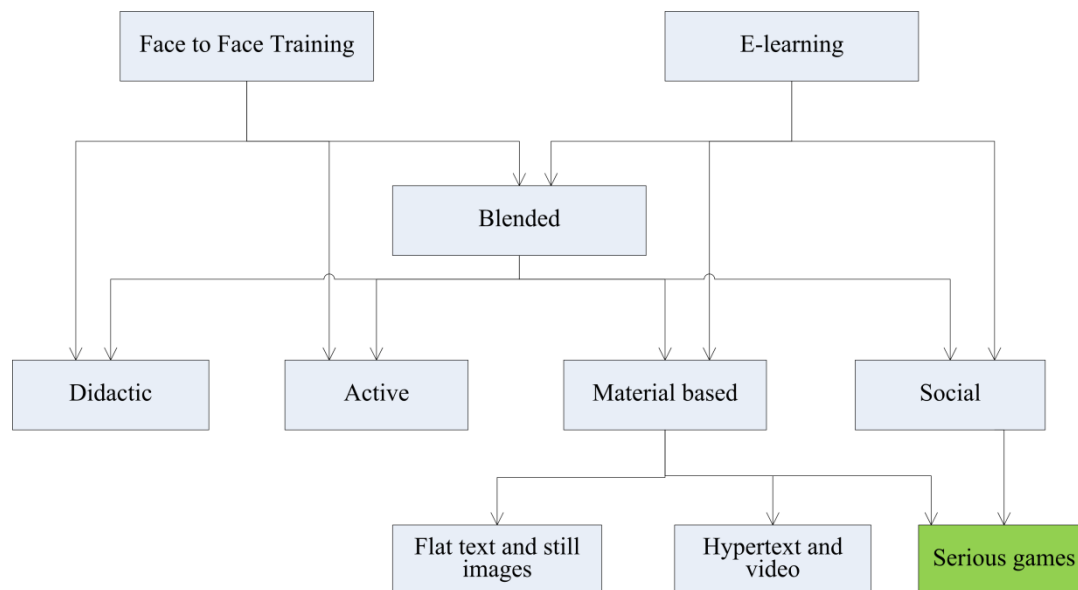 Face to Face Training
E-learning
Blended
Didactic
Active
Material based
Social
Flat text and still
images
Hypertext and
video
Serious games